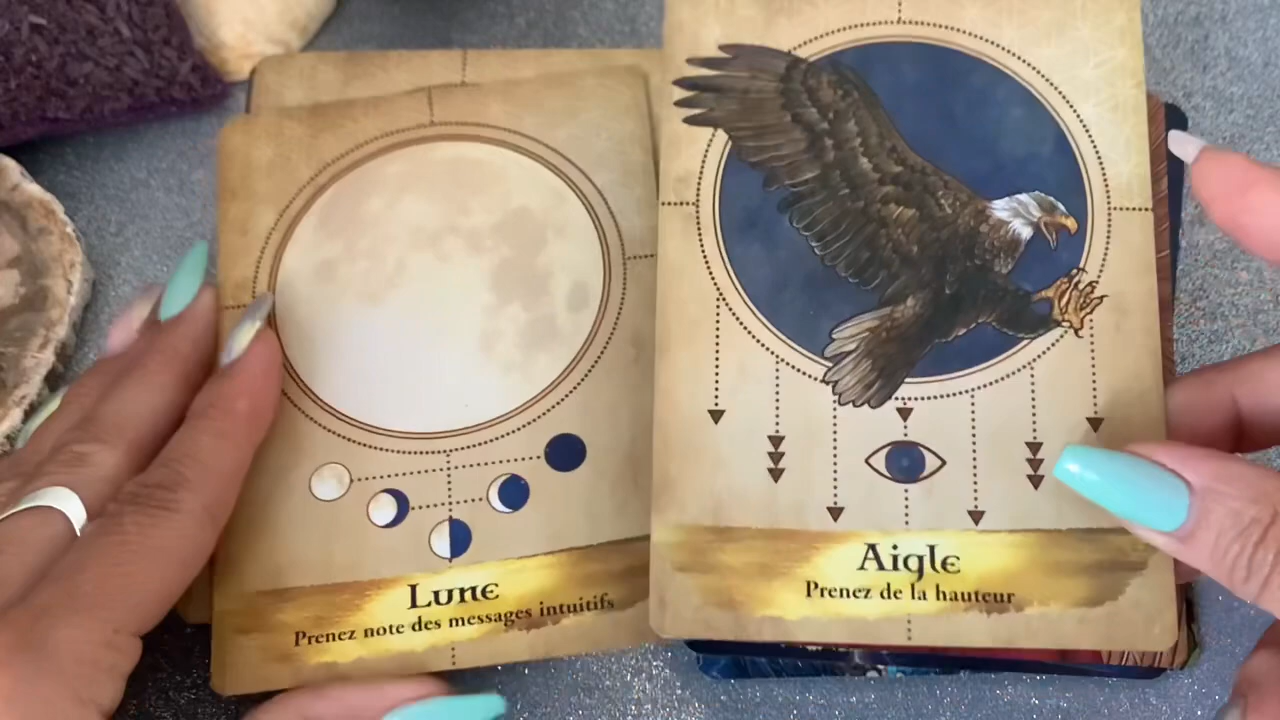 Lune
Prenez note des messages intuitifs
Aigle
Prenez de la hauteur